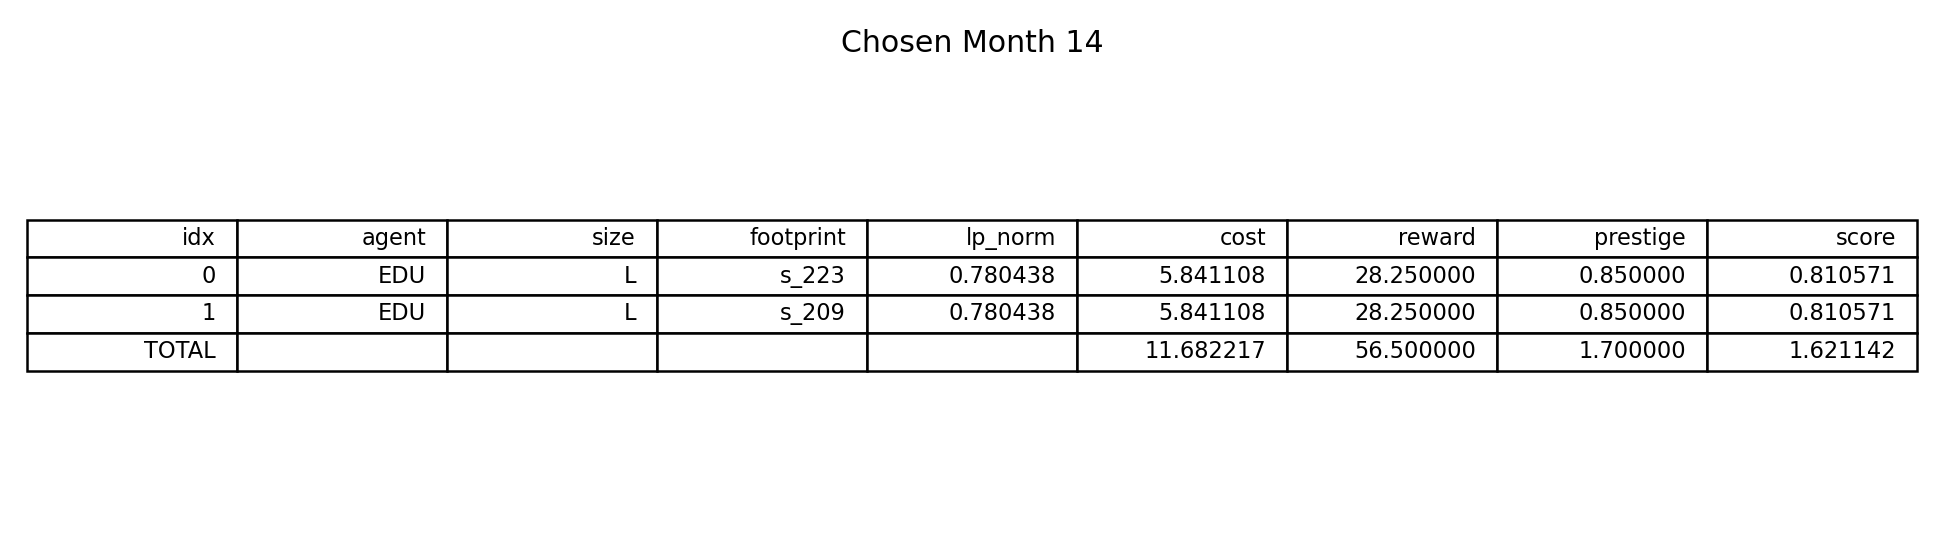 Chosen Month 14
idx agent size footprint lp_norm cost reward prestige score
0 EDU L s_223 0.780438 5.841108 28.250000 0.850000 0.810571
1 EDU L s_209 0.780438 5.841108 28.250000 0.850000 0.810571
TOTAL 11.682217 56.500000 1.700000 1.621142